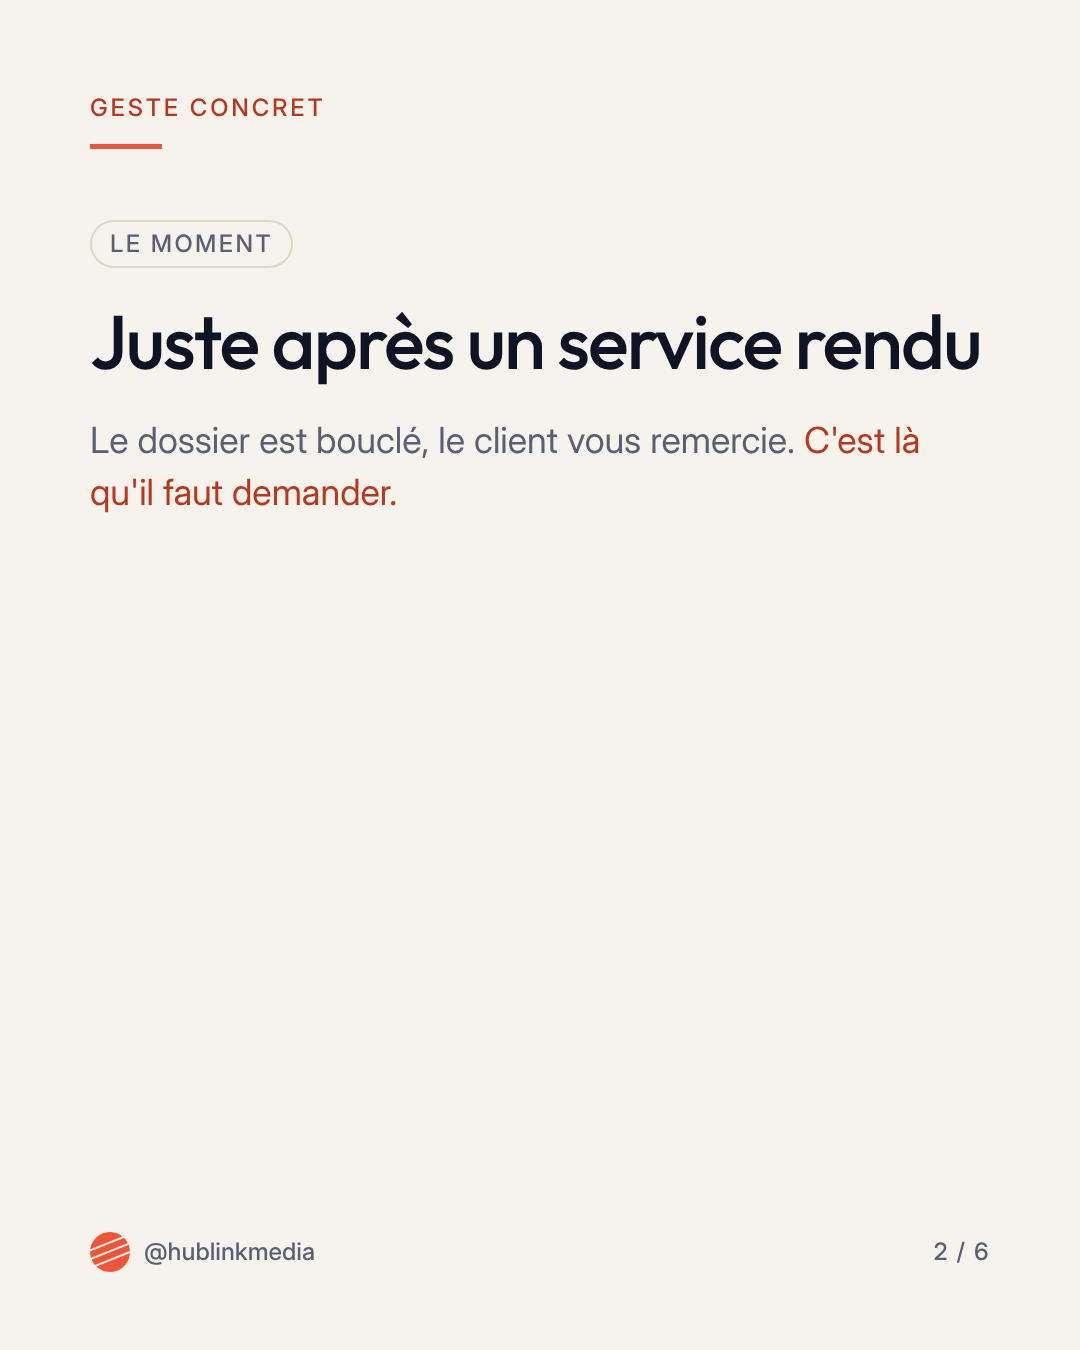 GESTE CONCRET
LE MOMENT
Juste après un service rendu
Le dossier est bouclé, le client vous remercie. C'est là
qu'il faut demander.
@hublinkmedia
2 / 6